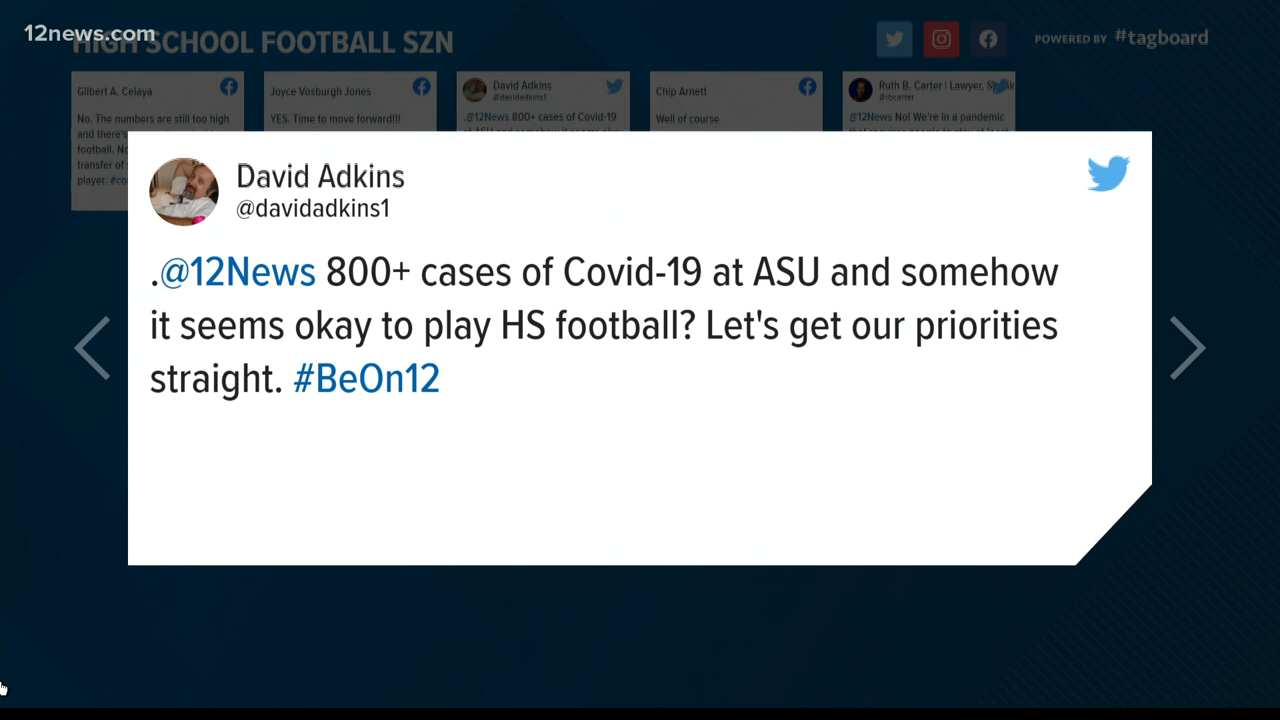 12news.com
HIGH SCHOOL FOOTBALL SZN
POWERED BY #tagboard
Gilbert A. Celaya
No. The numbers are still too high
and there's
football. No
transfer of
player. #co
Joyce Vosburgh Jones
YES. Time to move forward!!!
David Adkins
@davidadkins1
.@12News 800+ cases of Covid-19
Chip Arnett
Well of course
Ruth B. Carter | Lawyer,
@rbcarter
@12News No! We're in a pandemic
David Adkins
@davidadkins1
.@12News 800+ cases of Covid-19 at ASU and somehow
it seems okay to play HS football? Let's get our priorities
straight. #BeOn12